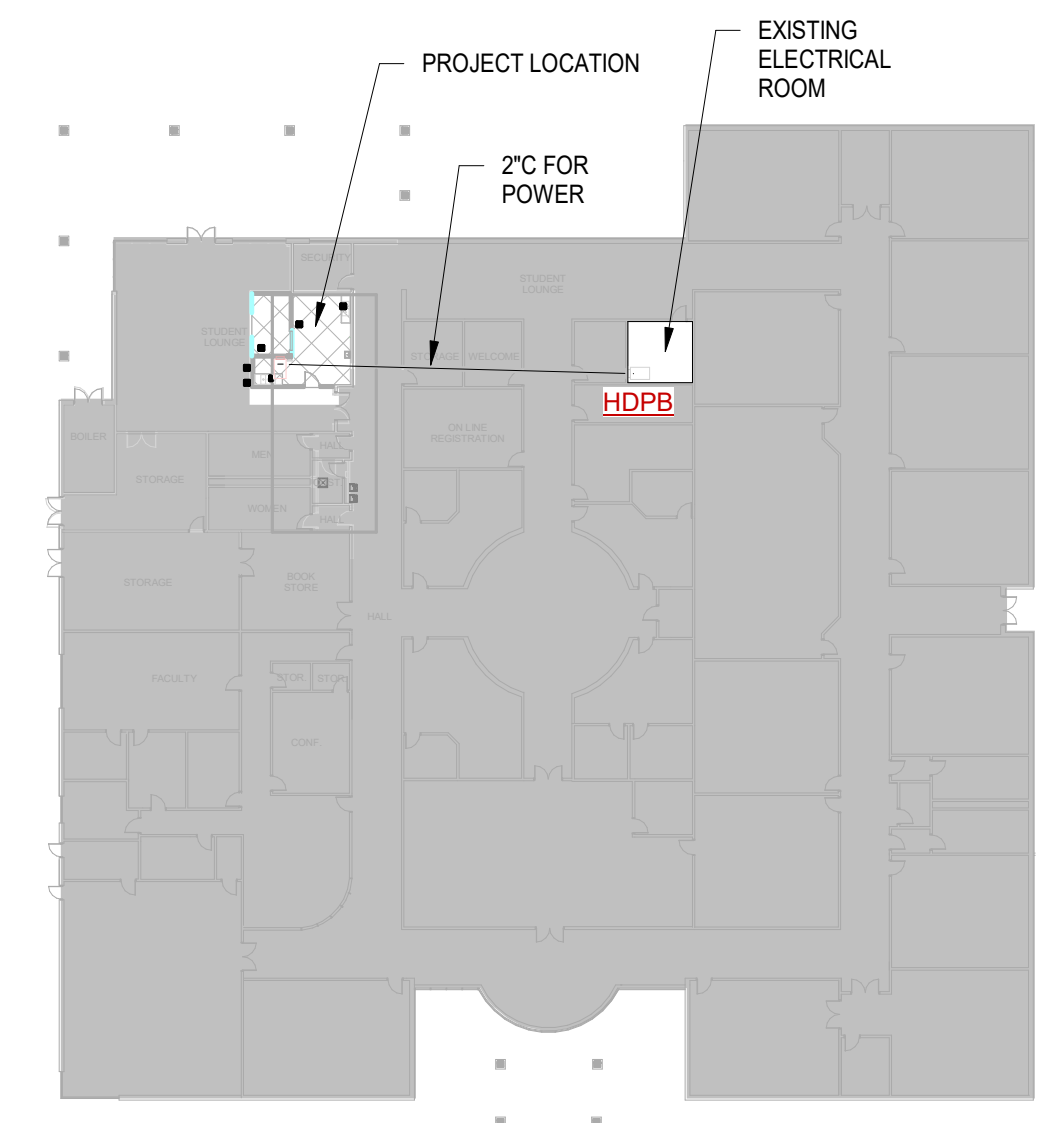 EXISTING
ELECTRICAL
ROOM
PROJECT LOCATION
2"C FOR
POWER
SECURITY
STUDENT
LOUNGE
STUDENT
LOUNGE
STORAGE
WELCOME
HDPB
ON LINE
REGISTRATION
BOILER
MEN
HALL
STORAGE
WOMEN
HALL
STORAGE
BOOK
STORE
HALL
FACULTY
STOR.
STOR.
CONF.